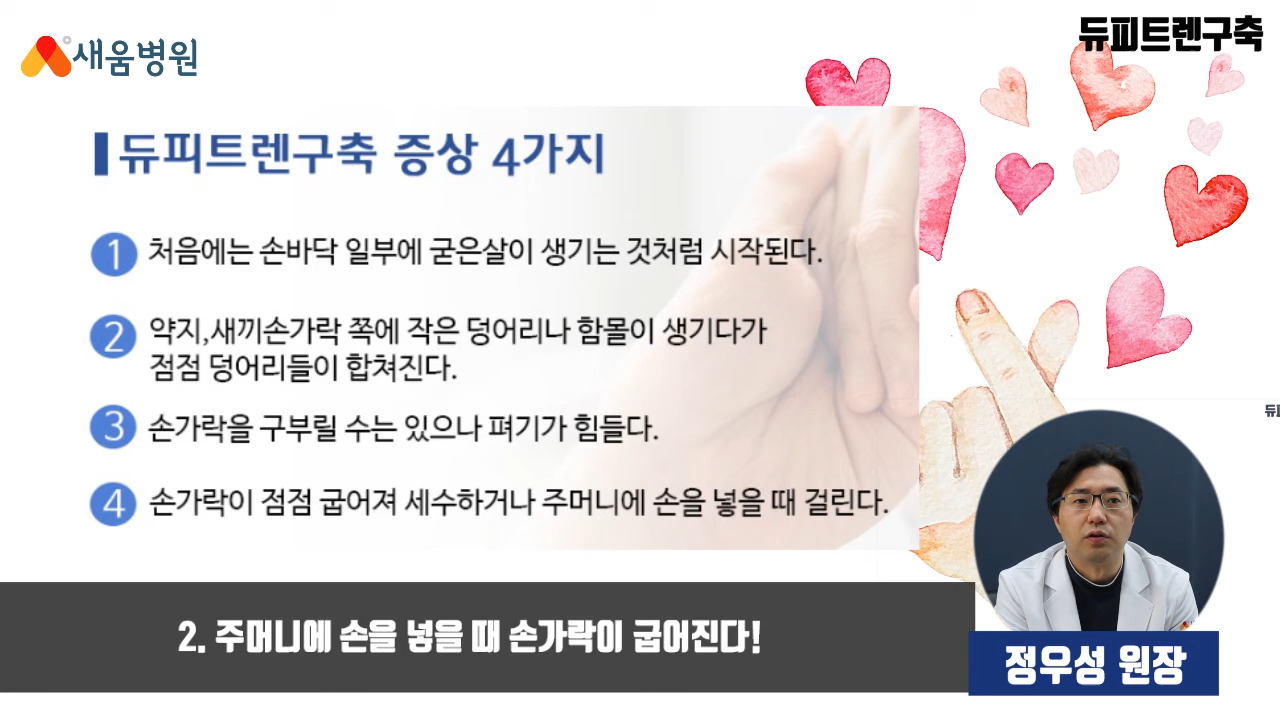 새움병원
듀피트렌구축
듀피트렌구축 증상 4가지
1 처음에는 손바닥 일부에 굳은살이 생기는 것처럼 시작된다.
2 약지,새끼손가락 쪽에 작은 덩어리나 함몰이 생기다가
점점 덩어리들이 합쳐진다.
3 손가락을 구부릴 수는 있으나 펴기가 힘들다.
4 손가락이 점점 굽어져 세수하거나 주머니에 손을 넣을 때 걸린다.
듀
2. 주머니에 손을 넣을 때 손가락이 굽어진다!
정우성 원장